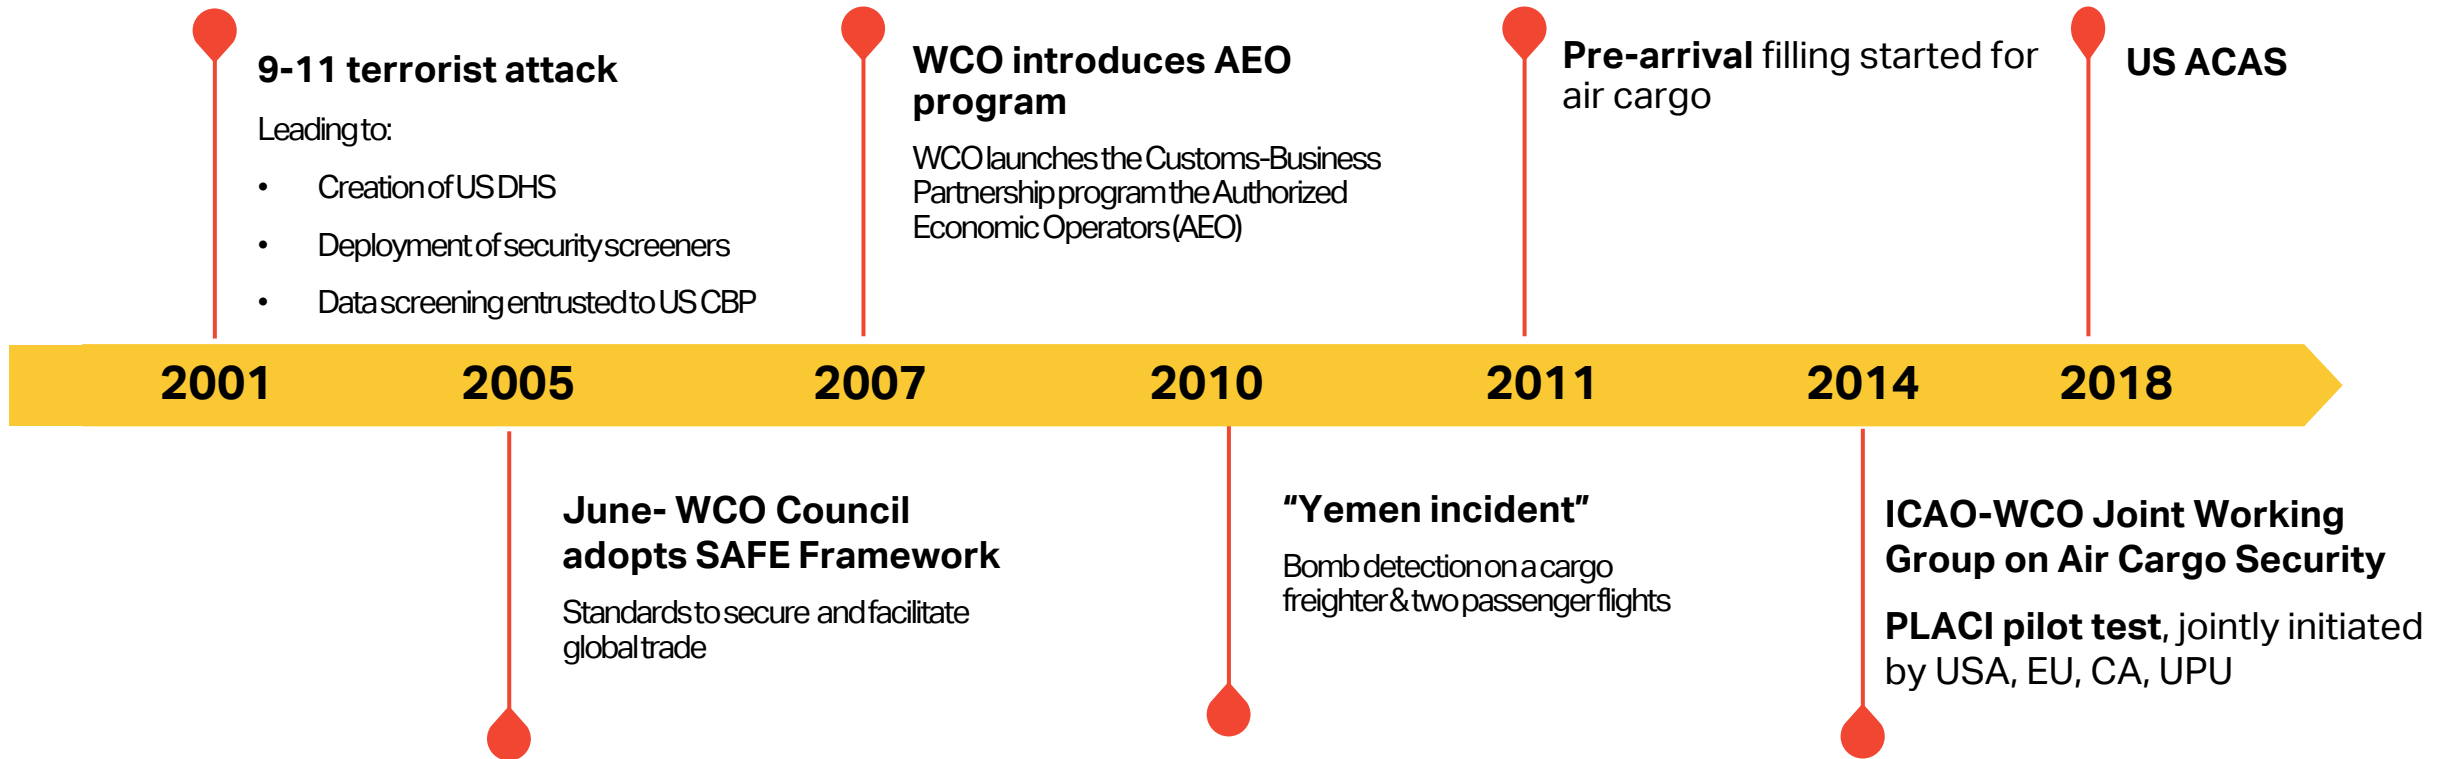 9-11 terrorist attack
Leading to:
• Creation of US DHS
• Deployment of security screeners
• Data screening entrusted to US CBP
WCO introduces AEO
program
WCO launches the Customs-Business
Partnership program the Authorized
Economic Operators (AEO)
Pre-arrival filling started for
air cargo
US ACAS
2001 2005 2007 2010 2011 2014 2018
June- WCO Council
adopts SAFE Framework
Standards to secure and facilitate
global trade
“Yemen incident”
Bomb detection on a cargo
freighter & two passenger flights
ICAO-WCO Joint Working
Group on Air Cargo Security
PLACI pilot test, jointly initiated
by USA, EU, CA, UPU